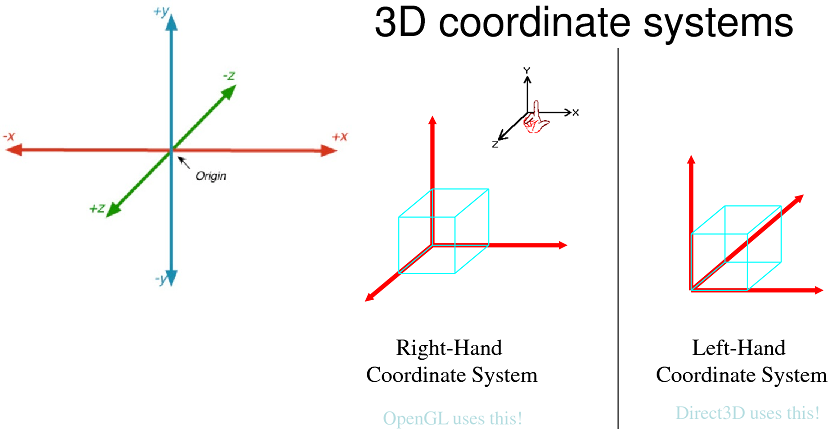 3D coordinate systems
+y
-z
-x
+x
Origin
+z
-y
Y
X
Z
Right-Hand
Coordinate System
OpenGL uses this!
Left-Hand
Coordinate System
Direct3D uses this!